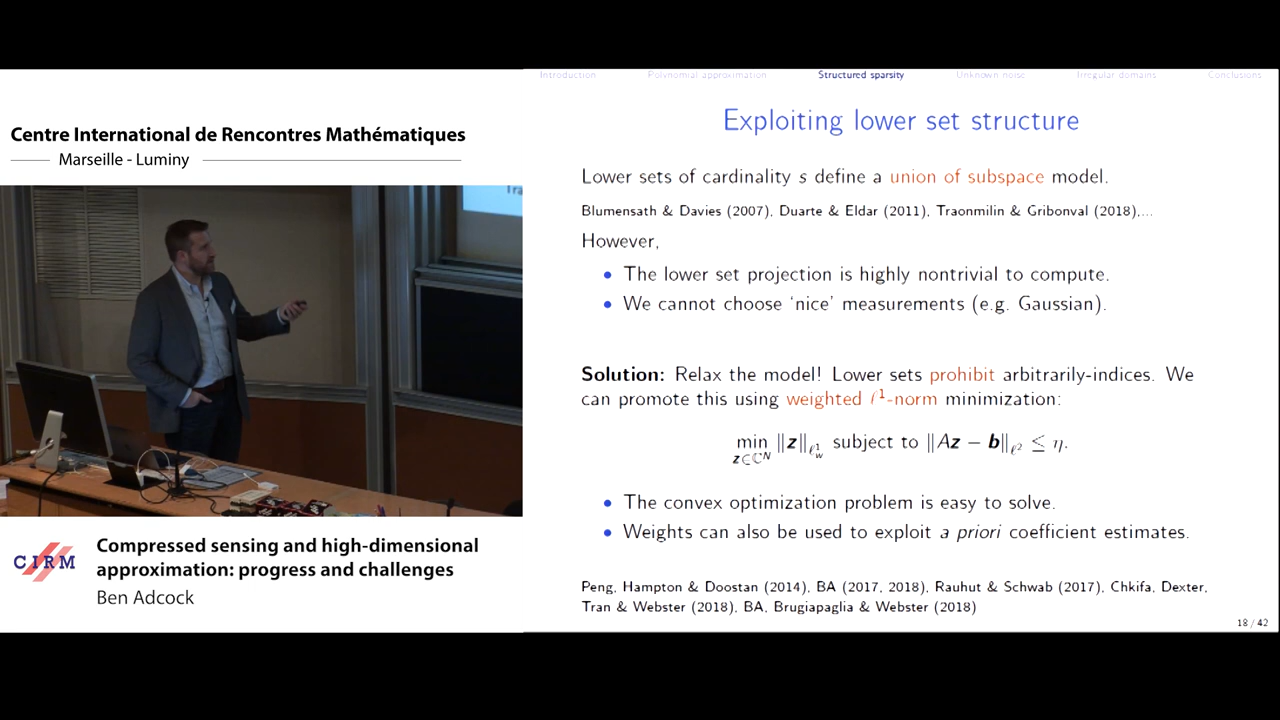 Centre International de Rencontres Mathématiques
Marseille - Luminy
CIRM
Compressed sensing and high-dimensional
approximation: progress and challenges
Ben Adcock
Introduction Polynomial approximation Structured sparsity Unknown noise Irregular domains Conclusions
Exploiting lower set structure
Lower sets of cardinality s define a union of subspace model.
Blumensath & Davies (2007), Duarte & Eldar (2011), Traonmilin & Gribonval (2018),...
However,
• The lower set projection is highly nontrivial to compute.
• We cannot choose ‘nice’ measurements (e.g. Gaussian).
Solution: Relax the model! Lower sets prohibit arbitrarily-indices. We
can promote this using weighted ℓ¹-norm minimization:
min_{z∈ℂ^N} ‖z‖_{ℓ^1_w} subject to ‖Az − b‖_{ℓ^2} ≤ η.
• The convex optimization problem is easy to solve.
• Weights can also be used to exploit a priori coefficient estimates.
Peng, Hampton & Doostan (2014), BA (2017, 2018), Rauhut & Schwab (2017), Chkifa, Dexter,
Tran & Webster (2018), BA, Brugiapaglia & Webster (2018)
18 / 42